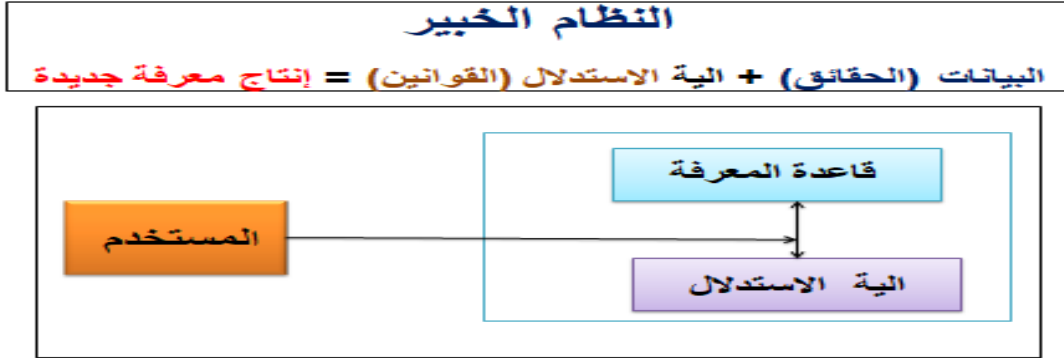 النظام الخبير
البيانات (الحقائق) + الية الاستدلال (القوانين) = إنتاج معرفة جديدة
قاعدة المعرفة
المستخدم
الية الاستدلال